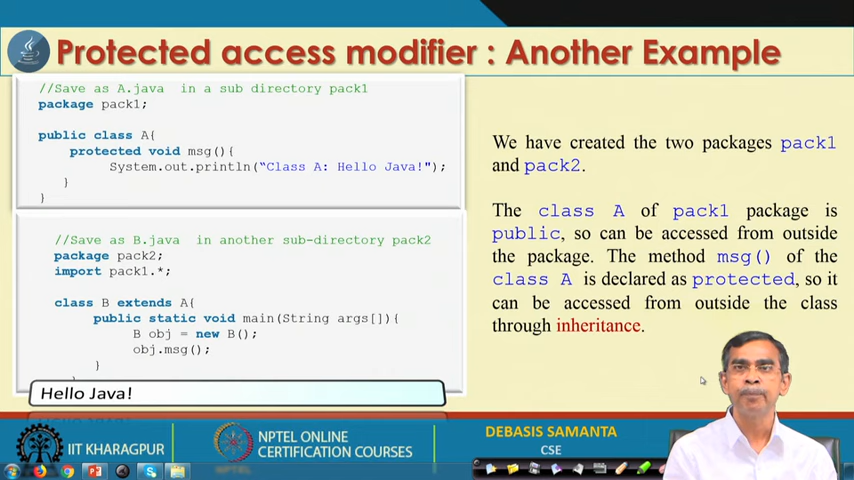 Protected access modifier : Another Example
//Save as A.java in a sub directory pack1
package pack1;
public class A{
protected void msg(){
System.out.println("Class A: Hello Java!");
}
}
//Save as B.java in another sub-directory pack2
package pack2;
import pack1.*;
class B extends A{
public static void main(String args[]){
B obj = new B();
obj.msg();
}
Hello Java!
We have created the two packages pack1
and pack2.
The class A of pack1 package is
public, so can be accessed from outside
the package. The method msg() of the
class A is declared as protected, so it
can be accessed from outside the class
through inheritance.
IIT KHARAGPUR
NPTEL ONLINE
CERTIFICATION COURSES
NPTEL
DEBASIS SAMANTA
CSE